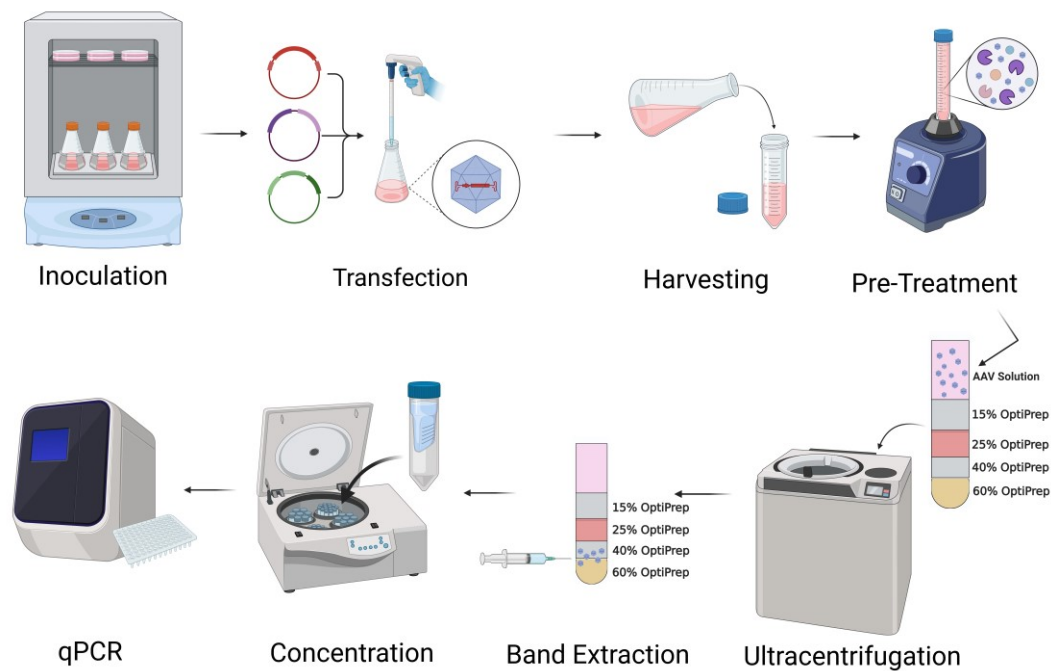 Inoculation
Transfection
Harvesting
Pre-Treatment
AAV Solution
15% OptiPrep
25% OptiPrep
40% OptiPrep
60% OptiPrep
15% OptiPrep
25% OptiPrep
40% OptiPrep
60% OptiPrep
qPCR
Concentration
Band Extraction
Ultracentrifugation